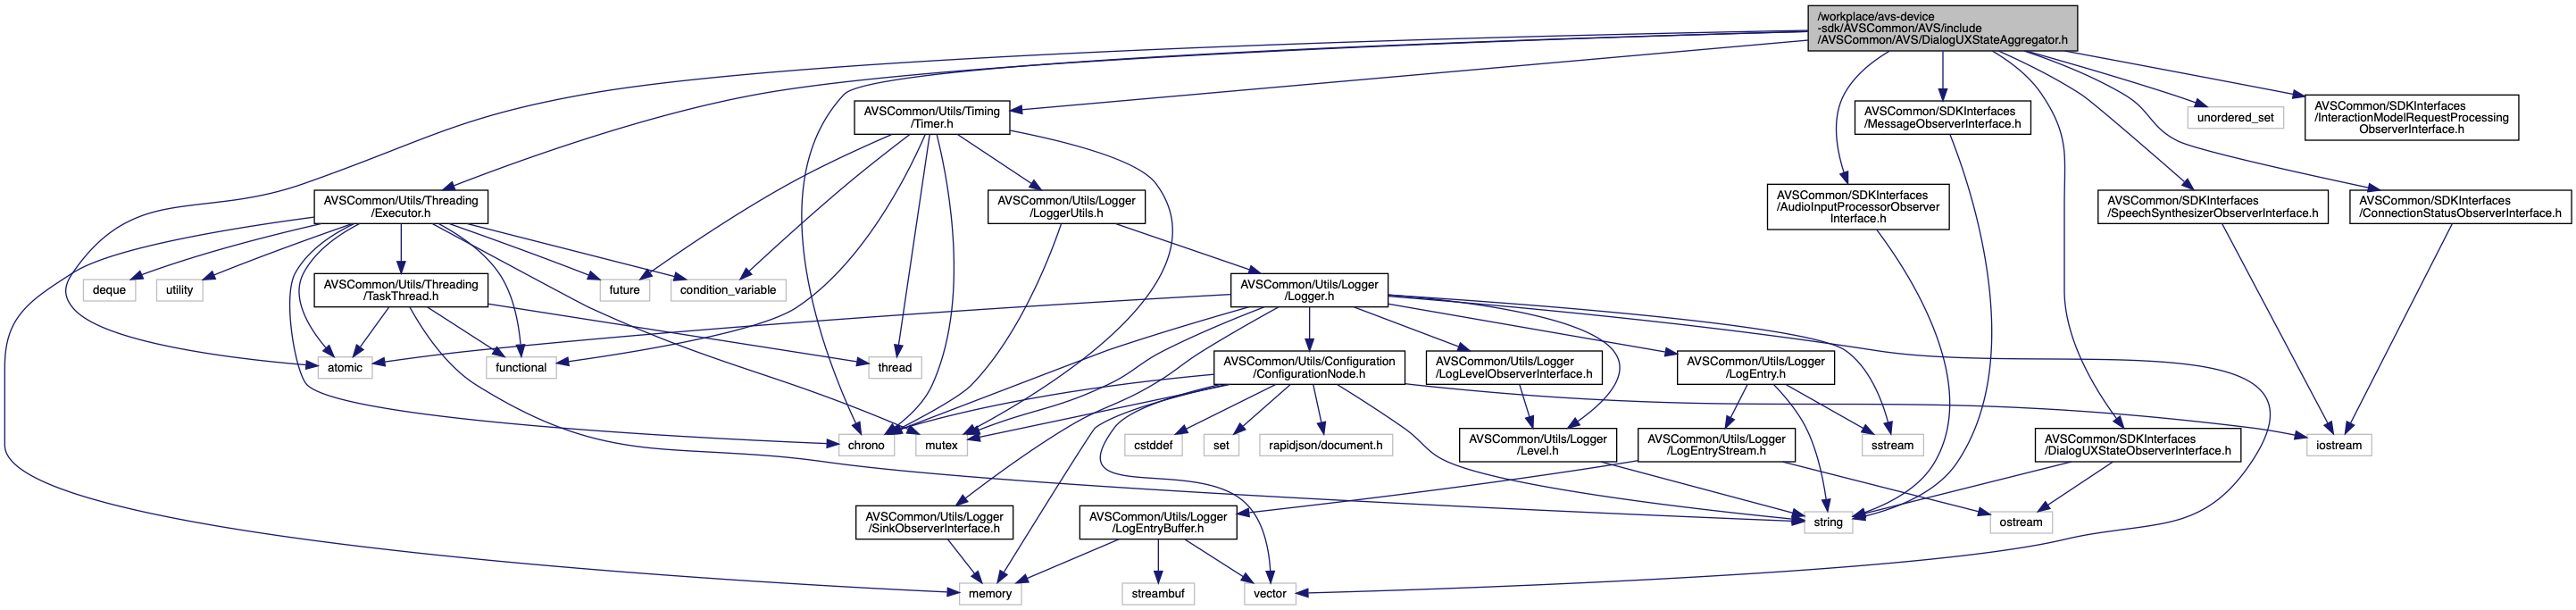 /workplace/avs-device
-sdk/AVSCommon/AVS/include
/AVSCommon/AVS/DialogUXStateAggregator.h
AVSCommon/Utils/Timing
/Timer.h
AVSCommon/SDKInterfaces
/MessageObserverInterface.h
unordered_set
AVSCommon/SDKInterfaces
/InteractionModelRequestProcessing
ObserverInterface.h
AVSCommon/Utils/Threading
/Executor.h
AVSCommon/Utils/Logger
/LoggerUtils.h
AVSCommon/SDKInterfaces
/AudioInputProcessorObserver
Interface.h
AVSCommon/SDKInterfaces
/SpeechSynthesizerObserverInterface.h
AVSCommon/SDKInterfaces
/ConnectionStatusObserverInterface.h
deque
utility
AVSCommon/Utils/Threading
/TaskThread.h
future
condition_variable
AVSCommon/Utils/Logger
/Logger.h
atomic
functional
thread
AVSCommon/Utils/Configuration
/ConfigurationNode.h
AVSCommon/Utils/Logger
/LogLevelObserverInterface.h
AVSCommon/Utils/Logger
/LogEntry.h
chrono
mutex
cstddef
set
rapidjson/document.h
AVSCommon/Utils/Logger
/Level.h
AVSCommon/Utils/Logger
/LogEntryStream.h
sstream
AVSCommon/SDKInterfaces
/DialogUXStateObserverInterface.h
iostream
AVSCommon/Utils/Logger
/SinkObserverInterface.h
AVSCommon/Utils/Logger
/LogEntryBuffer.h
string
ostream
memory
streambuf
vector